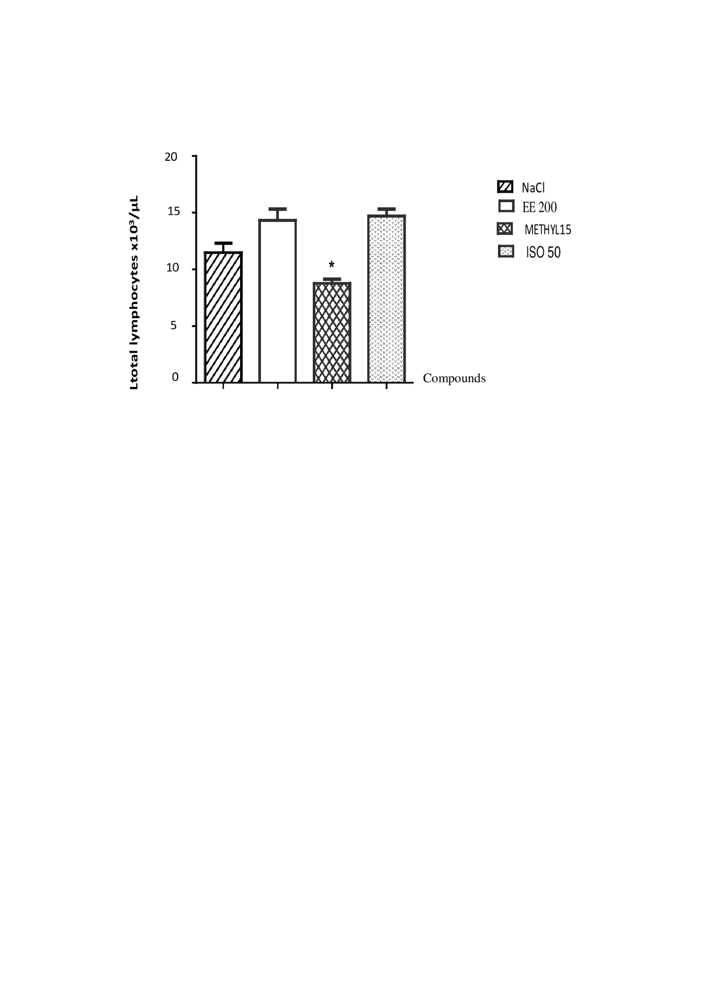 Ltotal lymphocytes x10³/µL
20
15
10
5
0
*
Compounds
NaCl
EE 200
METHYL15
ISO 50